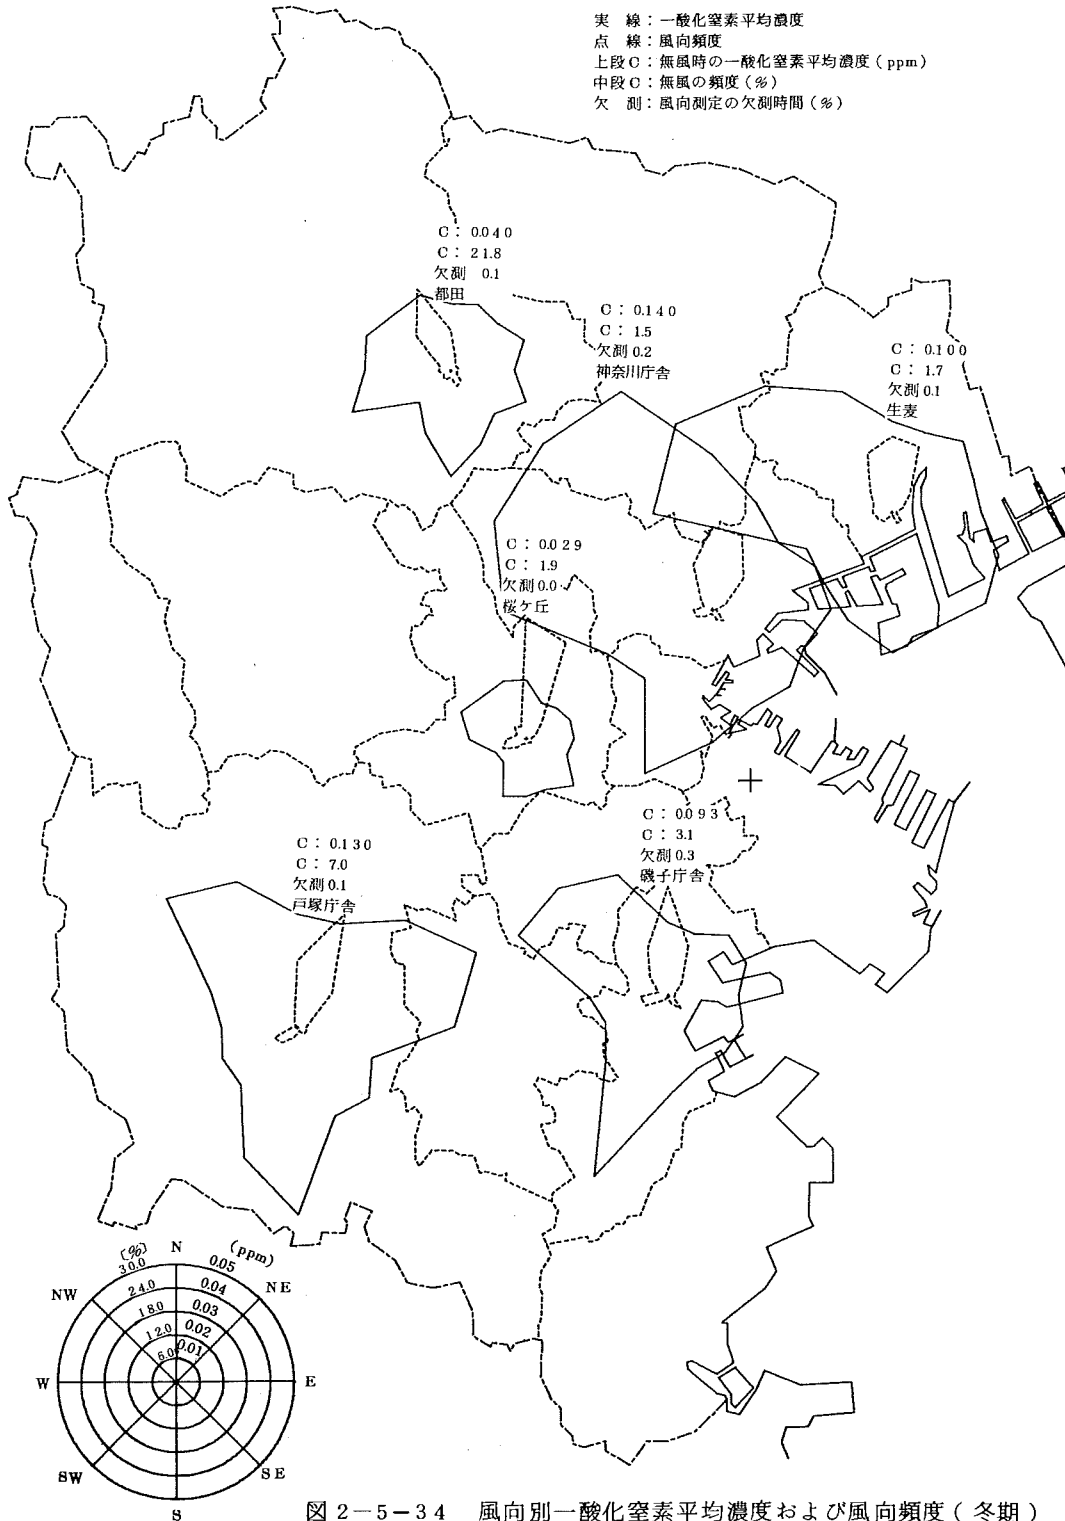 実 線：一酸化窒素平均濃度
点 線：風向頻度
上段C：無風時の一酸化窒素平均濃度（ppm）
中段C：無風の頻度（%）
欠 測：風向測定の欠測時間（%）
C：0.040
C：21.8
欠測 0.1
都田
C：0.140
C：1.5
欠測 0.2
神奈川庁舎
C：0.100
C：1.7
欠測 0.1
生麦
C：0.029
C：1.9
欠測 0.0
桜ケ丘
C：0.093
C：3.1
欠測 0.3
磯子庁舎
C：0.130
C：7.0
欠測 0.1
戸塚庁舎
〔%〕 N （ppm）
30.0 0.05
NW 24.0 0.04 NE
18.0 0.03
12.0 0.02
6.0 0.01
W E
SW SE
S
図2－5－34 風向別一酸化窒素平均濃度および風向頻度（冬期）